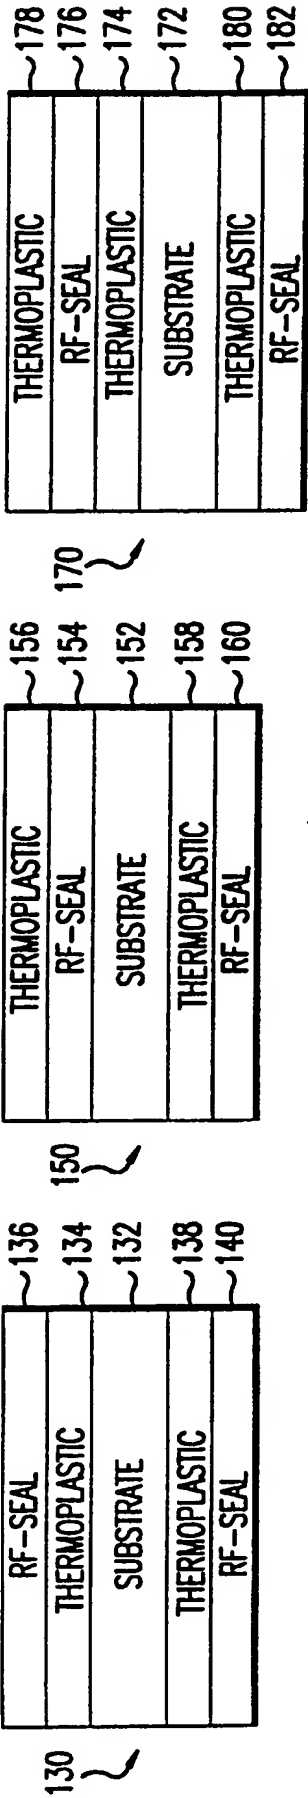 RF-SEAL 136
THERMOPLASTIC 134
SUBSTRATE 132
THERMOPLASTIC 138
RF-SEAL 140
130
THERMOPLASTIC 156
RF-SEAL 154
SUBSTRATE 152
THERMOPLASTIC 158
RF-SEAL 160
150
THERMOPLASTIC 178
RF-SEAL 176
THERMOPLASTIC 174
SUBSTRATE 172
THERMOPLASTIC 180
RF-SEAL 182
170